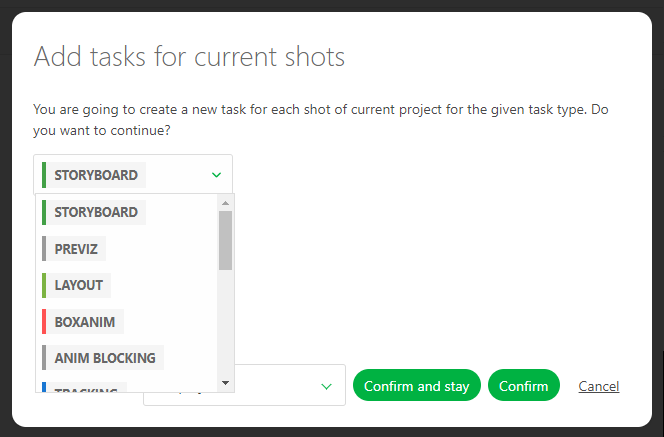 Add tasks for current shots
You are going to create a new task for each shot of current project for the given task type. Do
you want to continue?
STORYBOARD
STORYBOARD
PREVIZ
LAYOUT
BOXANIM
ANIM BLOCKING
TRACKING
Confirm and stay
Confirm
Cancel